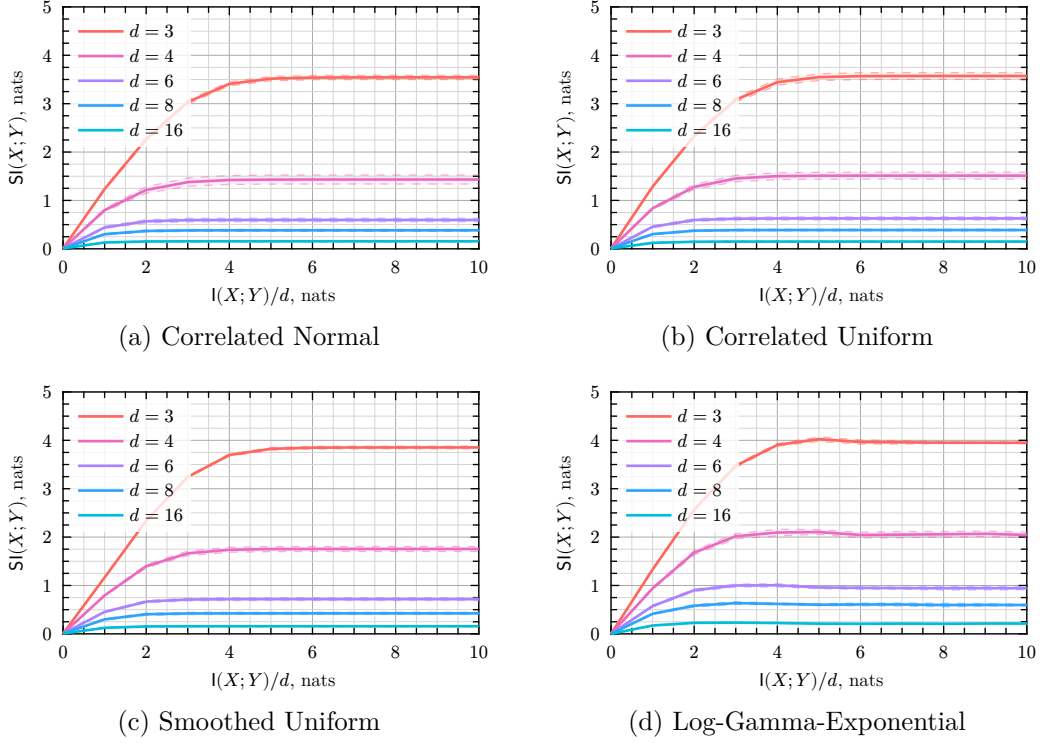 5
4
3
2
1
0
SI(X; Y), nats
d = 3
d = 4
d = 6
d = 8
d = 16
0 2 4 6 8 10
I(X; Y)/d, nats
(a) Correlated Normal
5
4
3
2
1
0
SI(X; Y), nats
d = 3
d = 4
d = 6
d = 8
d = 16
0 2 4 6 8 10
I(X; Y)/d, nats
(b) Correlated Uniform
5
4
3
2
1
0
SI(X; Y), nats
d = 3
d = 4
d = 6
d = 8
d = 16
0 2 4 6 8 10
I(X; Y)/d, nats
(c) Smoothed Uniform
5
4
3
2
1
0
SI(X; Y), nats
d = 3
d = 4
d = 6
d = 8
d = 16
0 2 4 6 8 10
I(X; Y)/d, nats
(d) Log-Gamma-Exponential